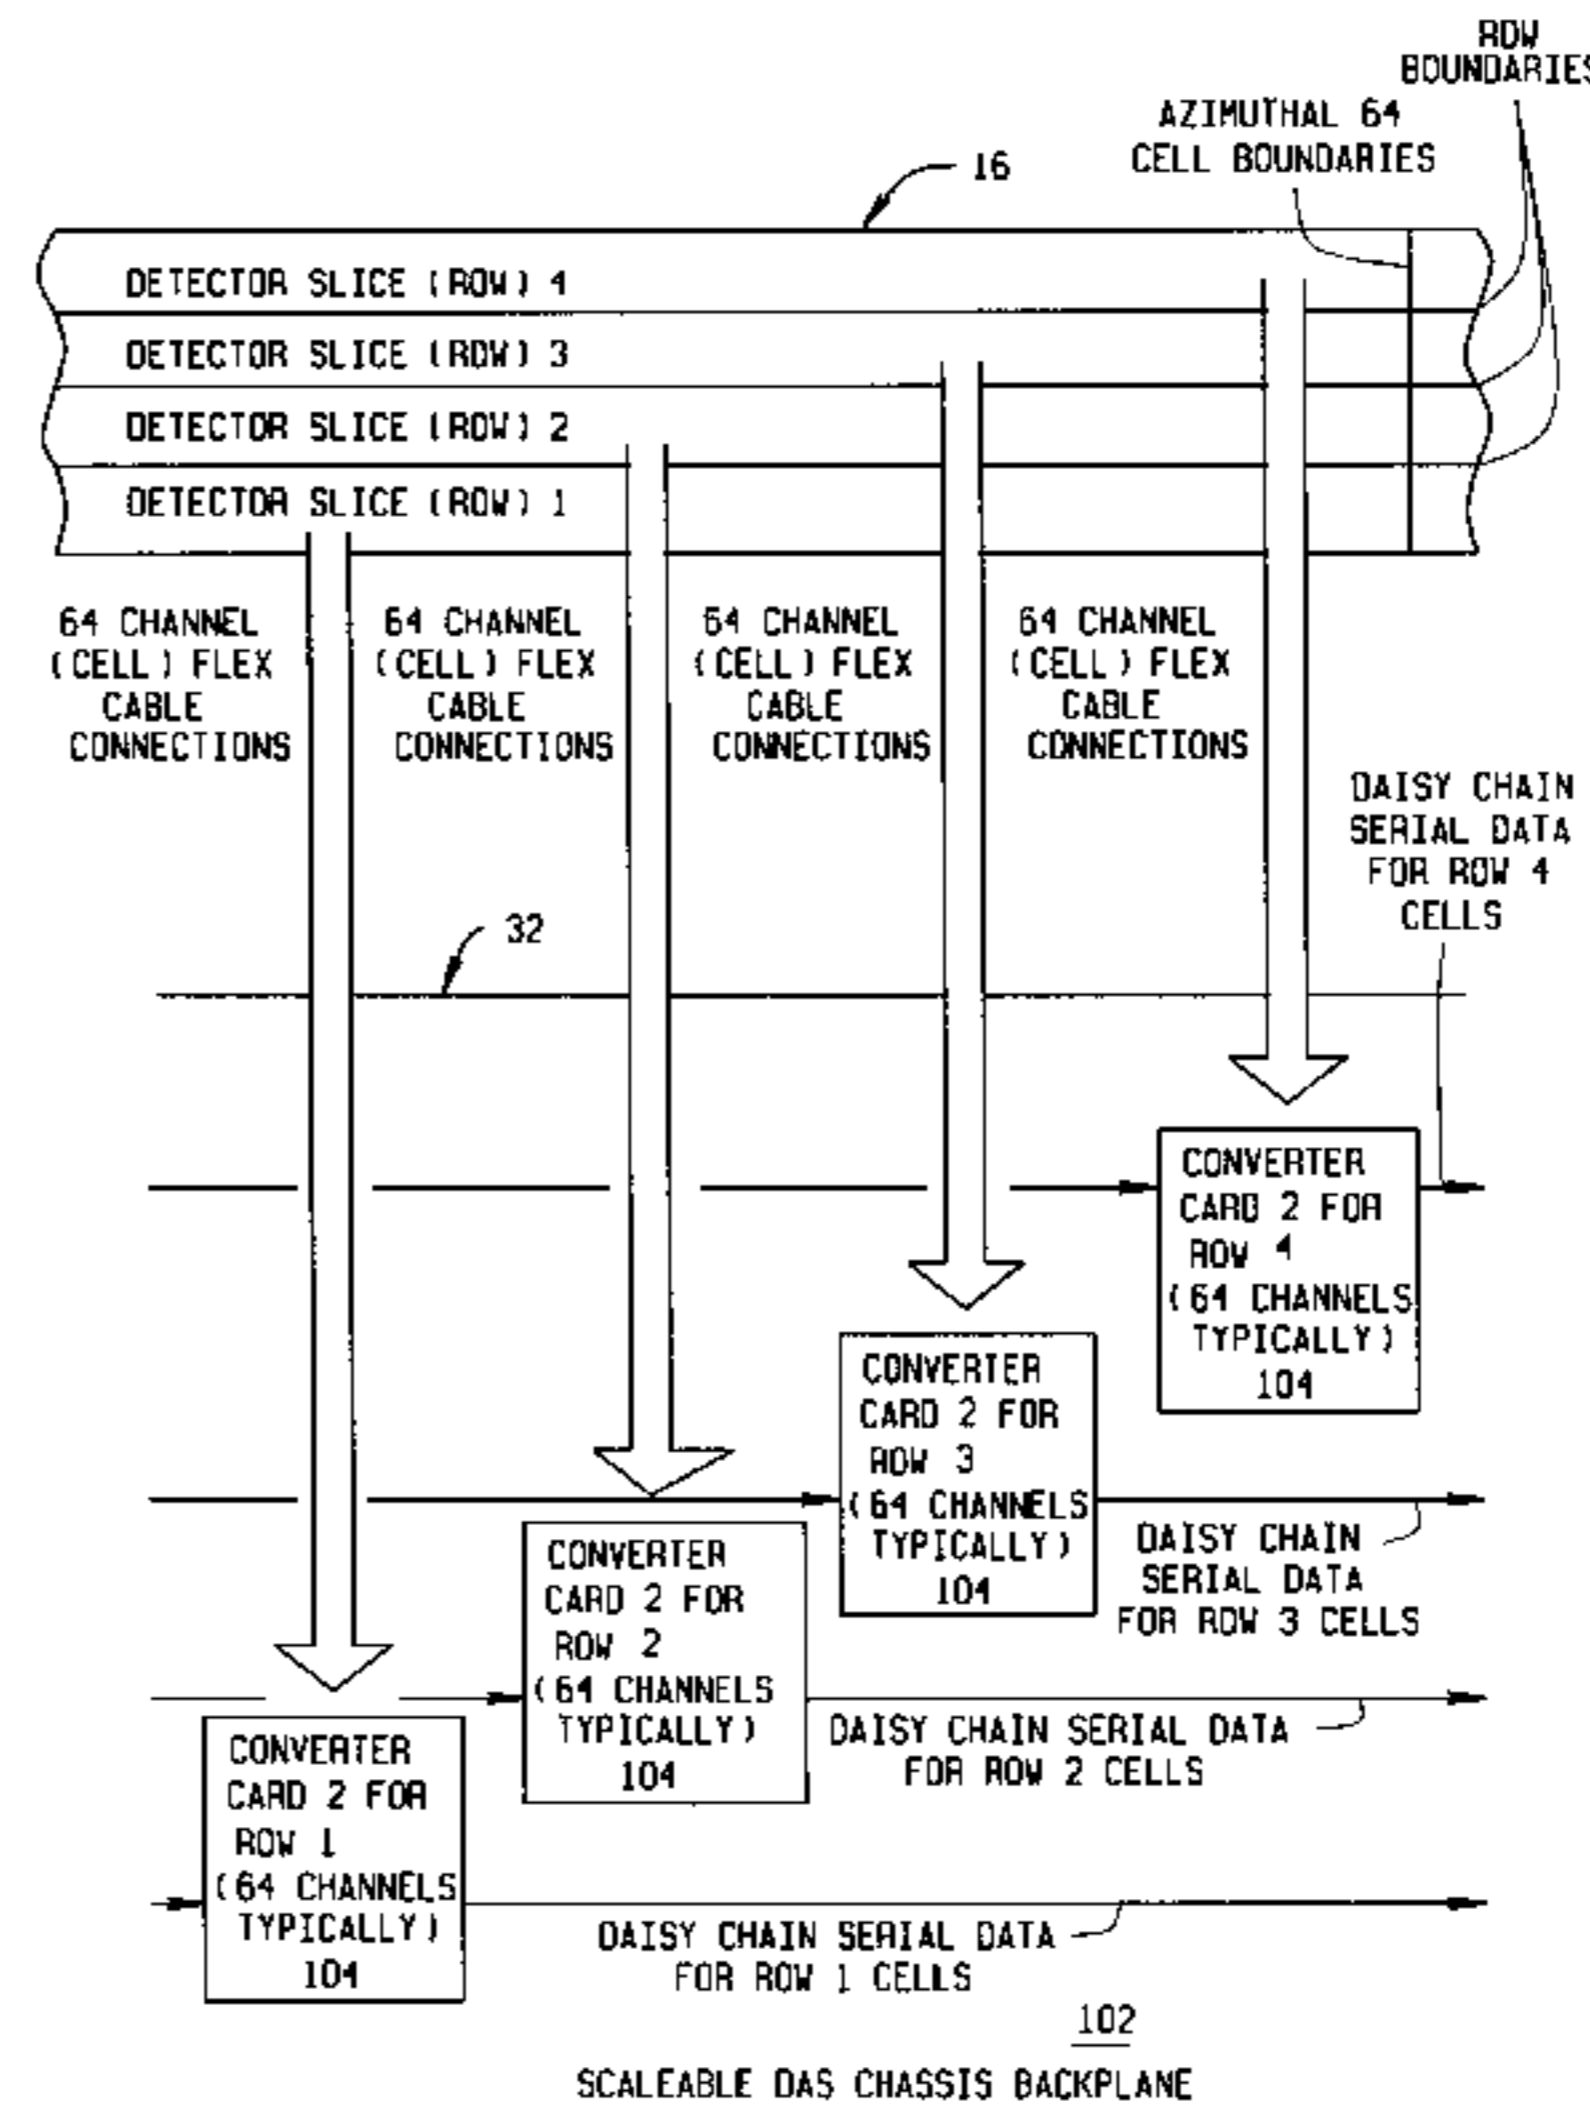 ROW
BOUNDARIES
AZIMUTHAL 64
CELL BOUNDARIES
16
DETECTOR SLICE (ROW) 4
DETECTOR SLICE (ROW) 3
DETECTOR SLICE (ROW) 2
DETECTOR SLICE (ROW) 1
64 CHANNEL
(CELL) FLEX
CABLE
CONNECTIONS
64 CHANNEL
(CELL) FLEX
CABLE
CONNECTIONS
64 CHANNEL
(CELL) FLEX
CABLE
CONNECTIONS
64 CHANNEL
(CELL) FLEX
CABLE
CONNECTIONS
DAISY CHAIN
SERIAL DATA
FOR ROW 4
CELLS
32
CONVERTER
CARD 2 FOR
ROW 4
(64 CHANNELS
TYPICALLY)
104
CONVERTER
CARD 2 FOR
ROW 3
(64 CHANNELS
TYPICALLY)
104
DAISY CHAIN
SERIAL DATA
FOR ROW 3 CELLS
CONVERTER
CARD 2 FOR
ROW 2
(64 CHANNELS
TYPICALLY)
104
DAISY CHAIN SERIAL DATA
FOR ROW 2 CELLS
CONVERTER
CARD 2 FOR
ROW 1
(64 CHANNELS
TYPICALLY)
104
DAISY CHAIN SERIAL DATA
FOR ROW 1 CELLS
102
SCALEABLE DAS CHASSIS BACKPLANE